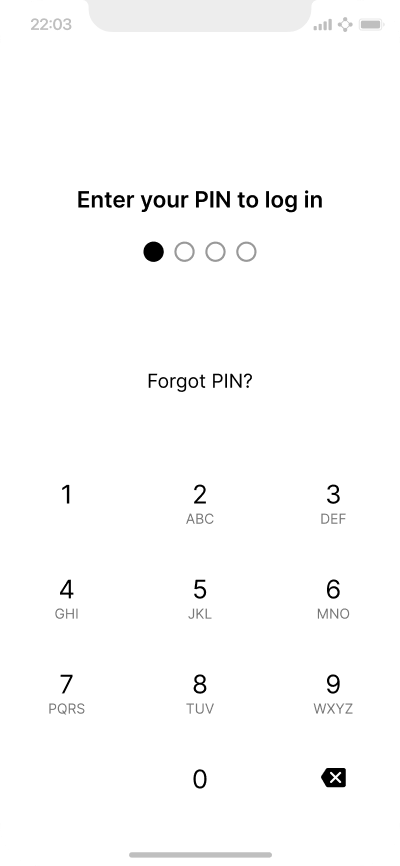 22:03
Enter your PIN to log in
Forgot PIN?
1 2 3
ABC DEF
4 5 6
GHI JKL MNO
7 8 9
PQRS TUV WXYZ
0